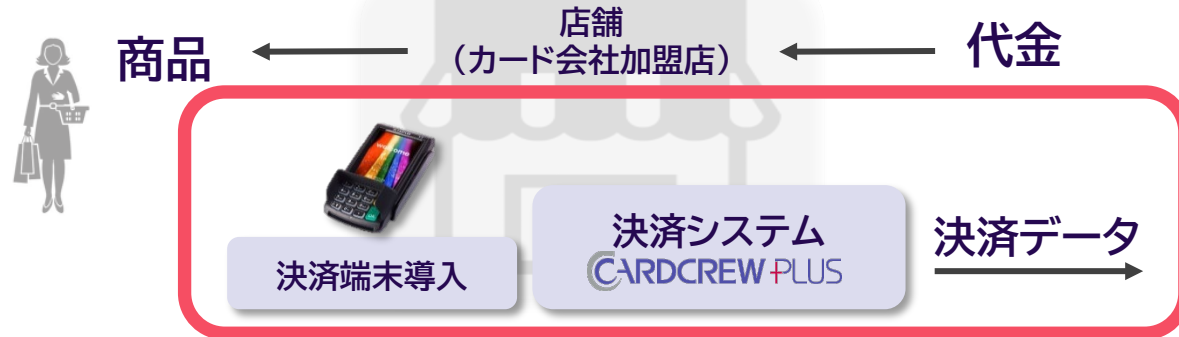 商品
店舗
（カード会社加盟店）
代金
welcome
決済端末導入
決済システム
CARDCREW PLUS
決済データ